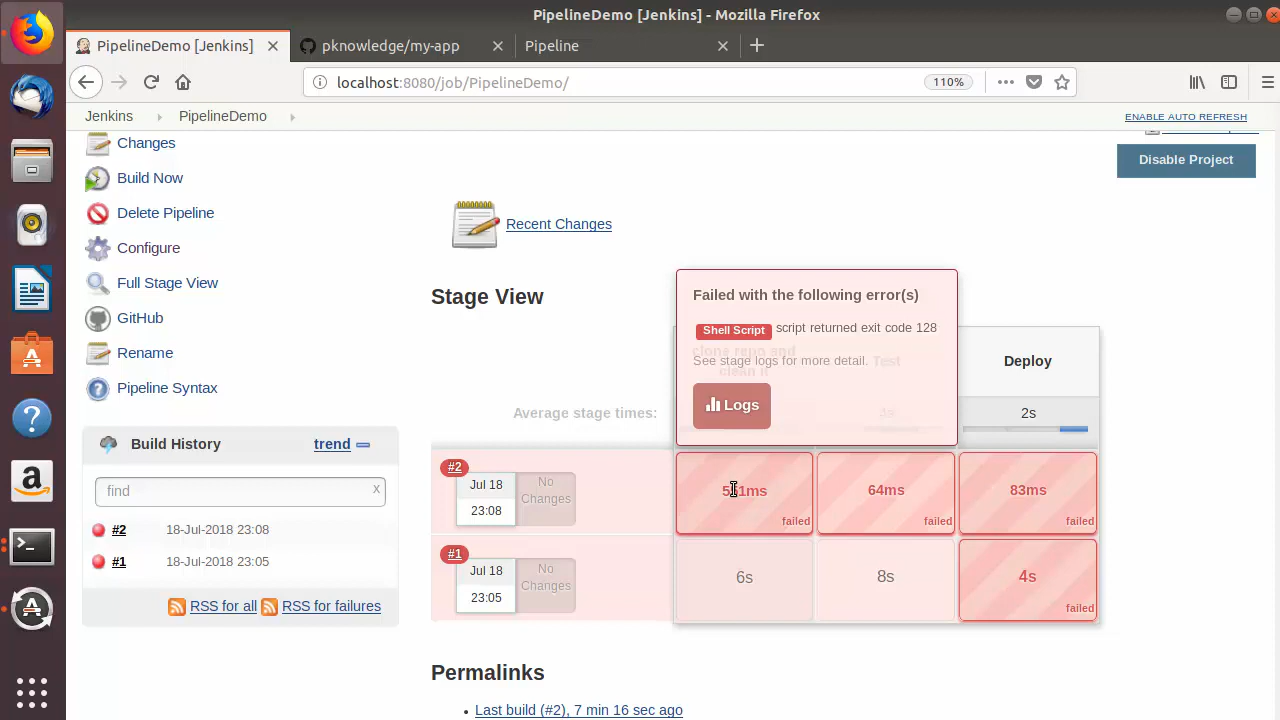 PipelineDemo [Jenkins] - Mozilla Firefox
PipelineDemo [Jenkins]
pknowledge/my-app
Pipeline
localhost:8080/job/PipelineDemo/
110%
Jenkins
PipelineDemo
ENABLE AUTO REFRESH
Changes
Disable Project
Build Now
Delete Pipeline
Configure
Full Stage View
GitHub
Rename
Pipeline Syntax
Recent Changes
Stage View
Failed with the following error(s)
Shell Script script returned exit code 128
clone repo and
clean it
See stage logs for more detail.
Test
Logs
Deploy
Average stage times:
2s
Build History
trend
find
x
#2 18-Jul-2018 23:08
#1 18-Jul-2018 23:05
RSS for all
RSS for failures
#2
Jul 18
23:08
No
Changes
failed
64ms
failed
83ms
failed
#1
Jul 18
23:05
No
Changes
6s
8s
4s
failed
Permalinks
Last build (#2), 7 min 16 sec ago